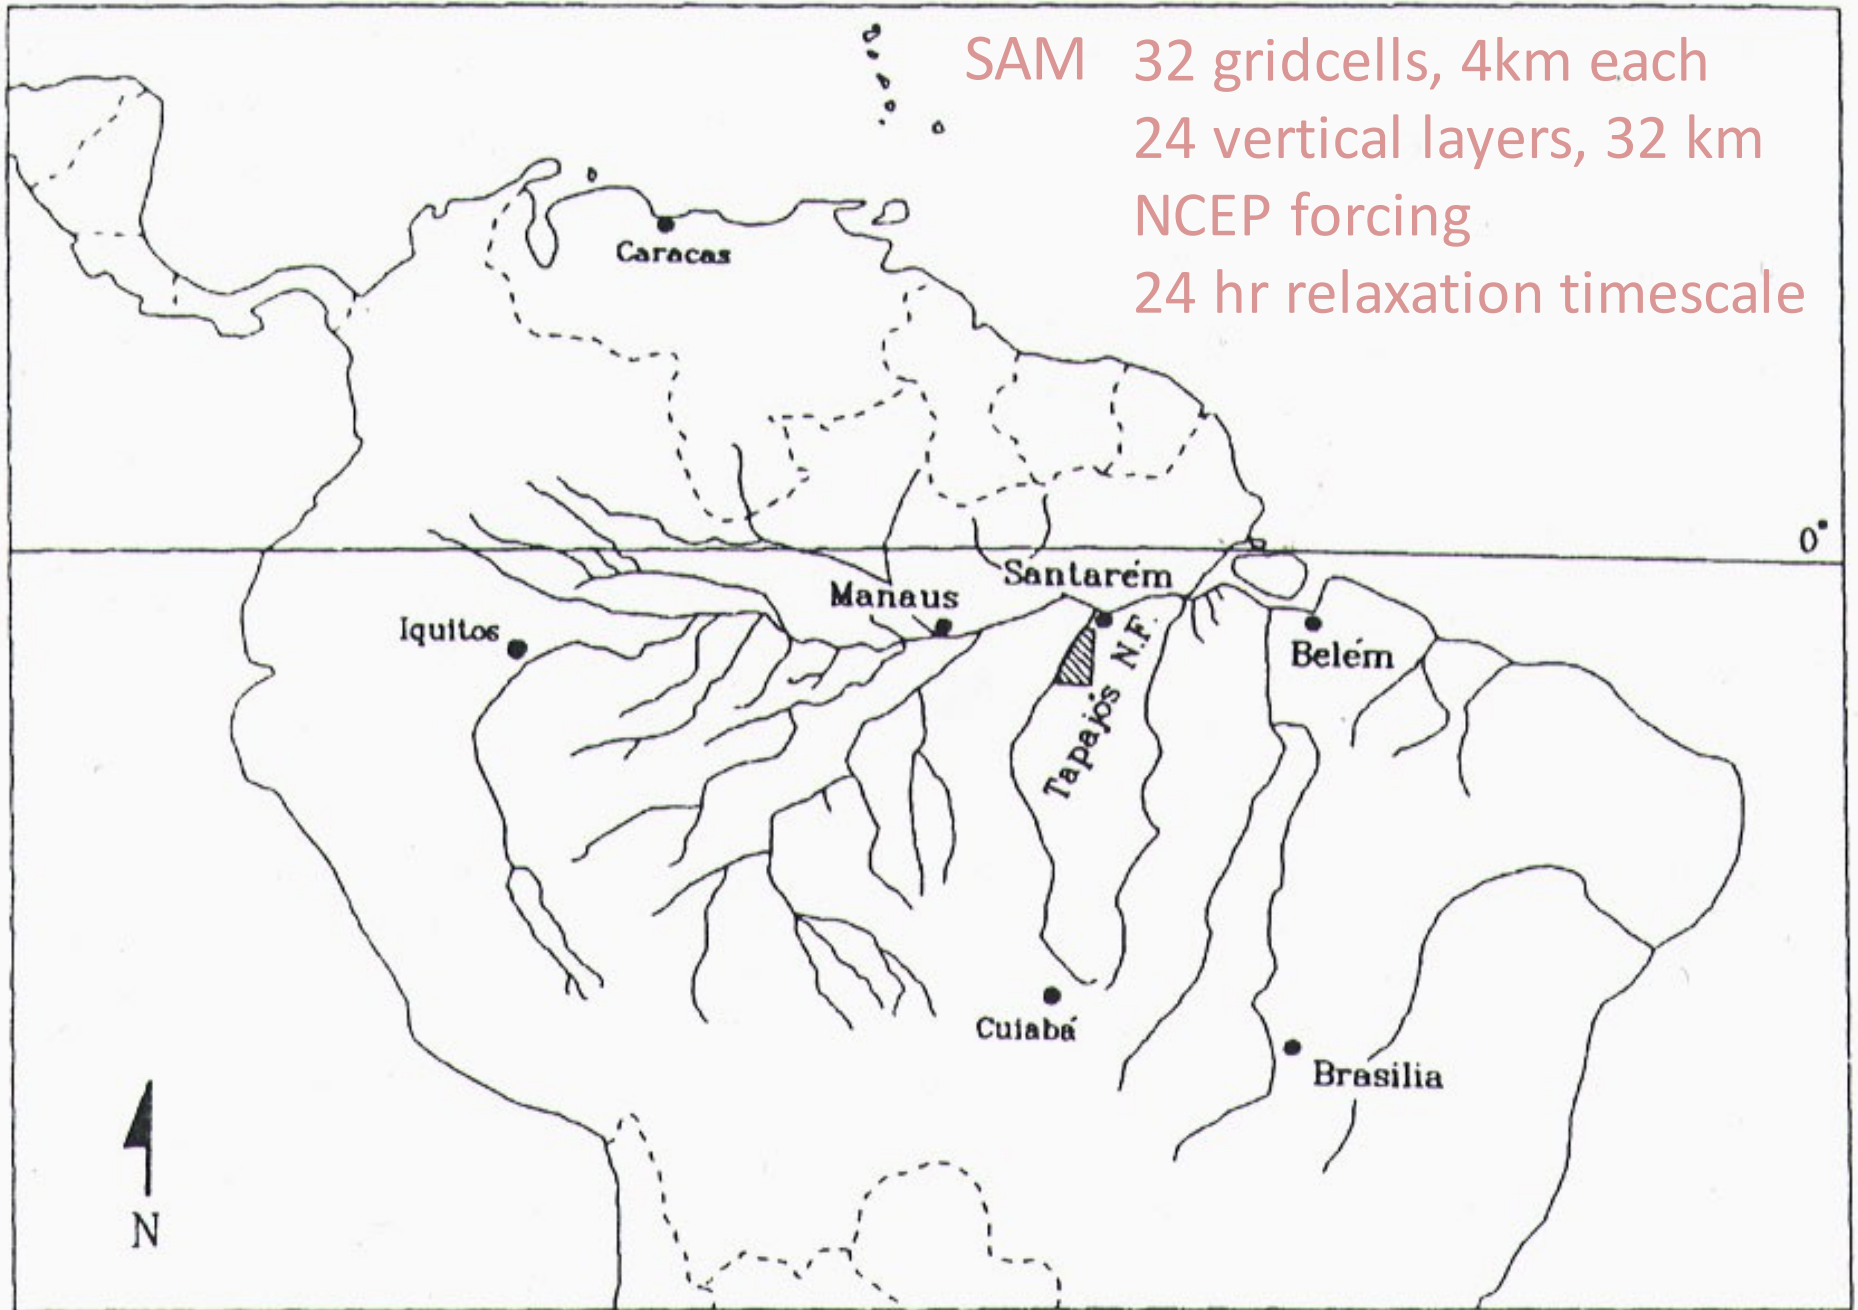 SAM 32 gridcells, 4km each
24 vertical layers, 32 km
NCEP forcing
24 hr relaxation timescale
Caracas
0°
Santarém
Manaus
Iquitos
Belém
Tapajós N.F.
Cuiabá
Brasilia
N